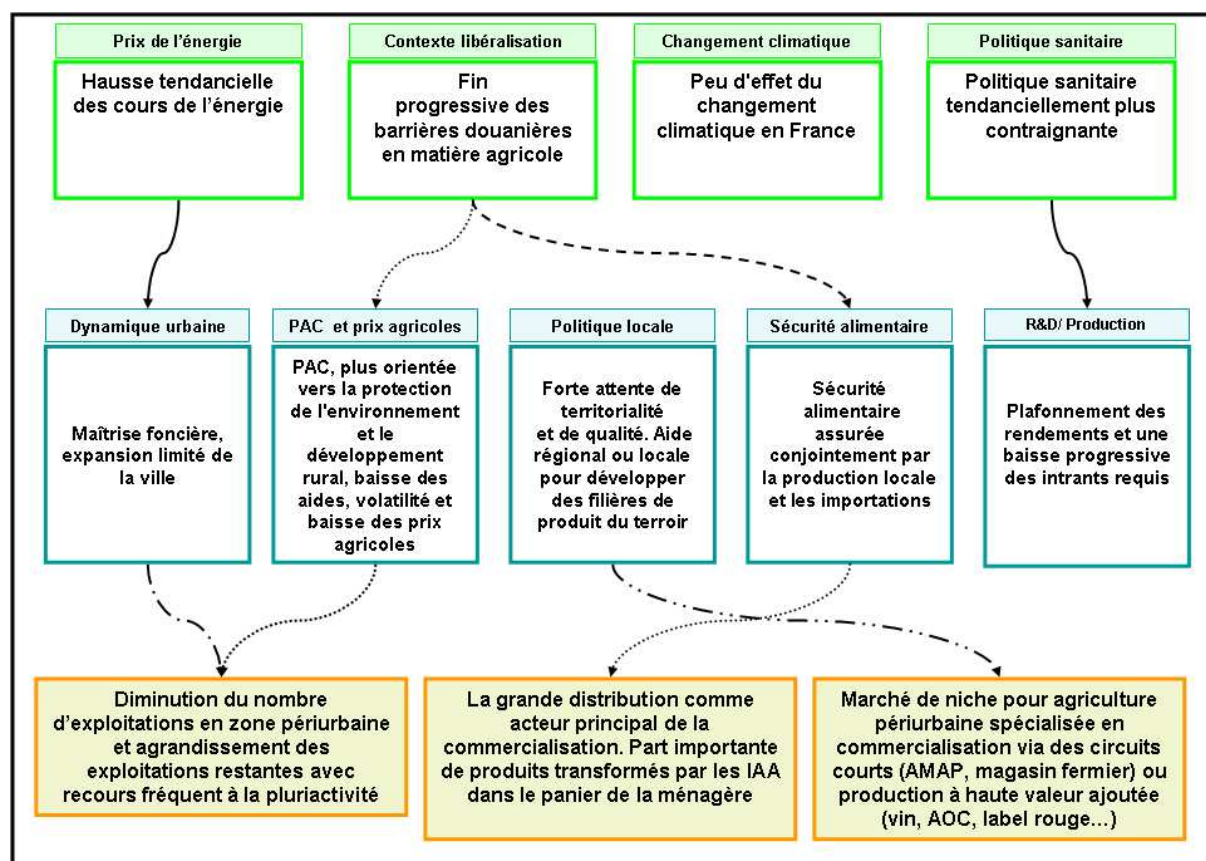 Prix de l'énergie
Hausse tendancielle
des cours de l'énergie
Contexte libéralisation
Fin
progressive des
barrières douanières
en matière agricole
Changement climatique
Peu d'effet du
changement
climatique en France
Politique sanitaire
Politique sanitaire
tendanciellement plus
contraignante
Dynamique urbaine
Maîtrise foncière,
expansion limité de
la ville
PAC et prix agricoles
PAC, plus orientée
vers la protection
de l'environnement
et le
développement
rural, baisse des
aides, volatilité et
baisse des prix
agricoles
Politique locale
Forte attente de
territorialité
et de qualité. Aide
régional ou locale
pour développer
des filières de
produit du terroir
Sécurité alimentaire
Sécurité
alimentaire
assurée
conjointement par
la production locale
et les importations
R&D/ Production
Plafonnement des
rendements et une
baisse progressive
des intrants requis
Diminution du nombre
d'exploitations en zone périurbaine
et agrandissement des
exploitations restantes avec
recours fréquent à la pluriactivité
La grande distribution comme
acteur principal de la
commercialisation. Part importante
de produits transformés par les IAA
dans le panier de la ménagère
Marché de niche pour agriculture
périurbaine spécialisée en
commercialisation via des circuits
courts (AMAP, magasin fermier) ou
production à haute valeur ajoutée
(vin, AOC, label rouge...)